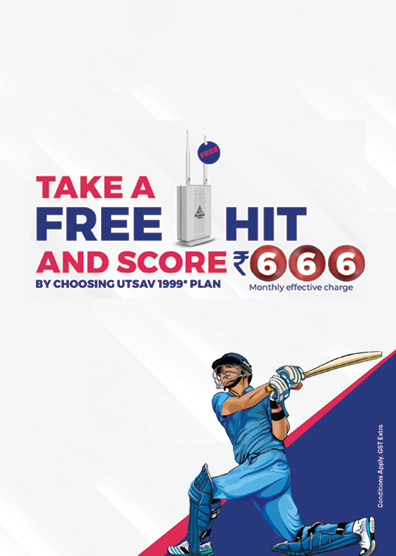 FREE
TAKE A
FREE HIT
AND SCORE ₹666
BY CHOOSING UTSAV 1999* PLAN
Monthly effective charge
Conditions Apply. GST Extra